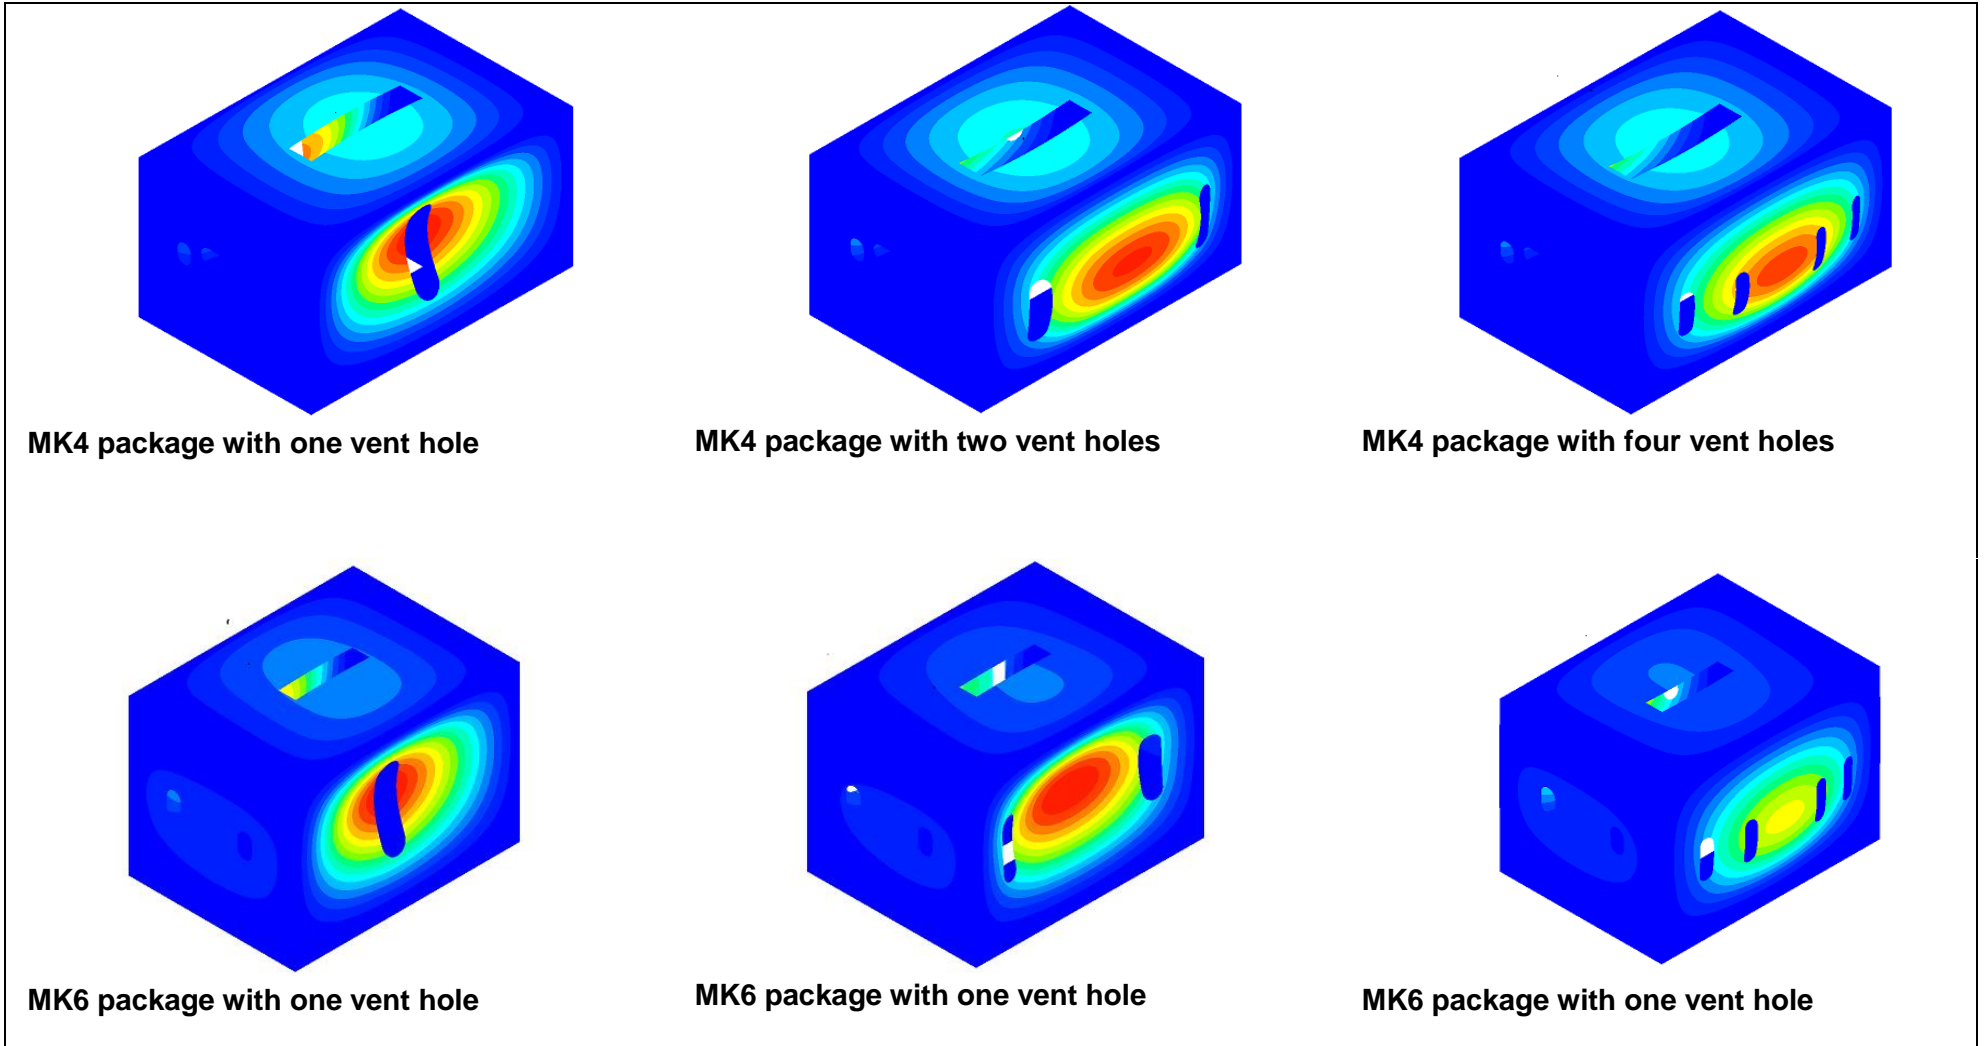 MK4 package with one vent hole
MK4 package with two vent holes
MK4 package with four vent holes
MK6 package with one vent hole
MK6 package with one vent hole
MK6 package with one vent hole